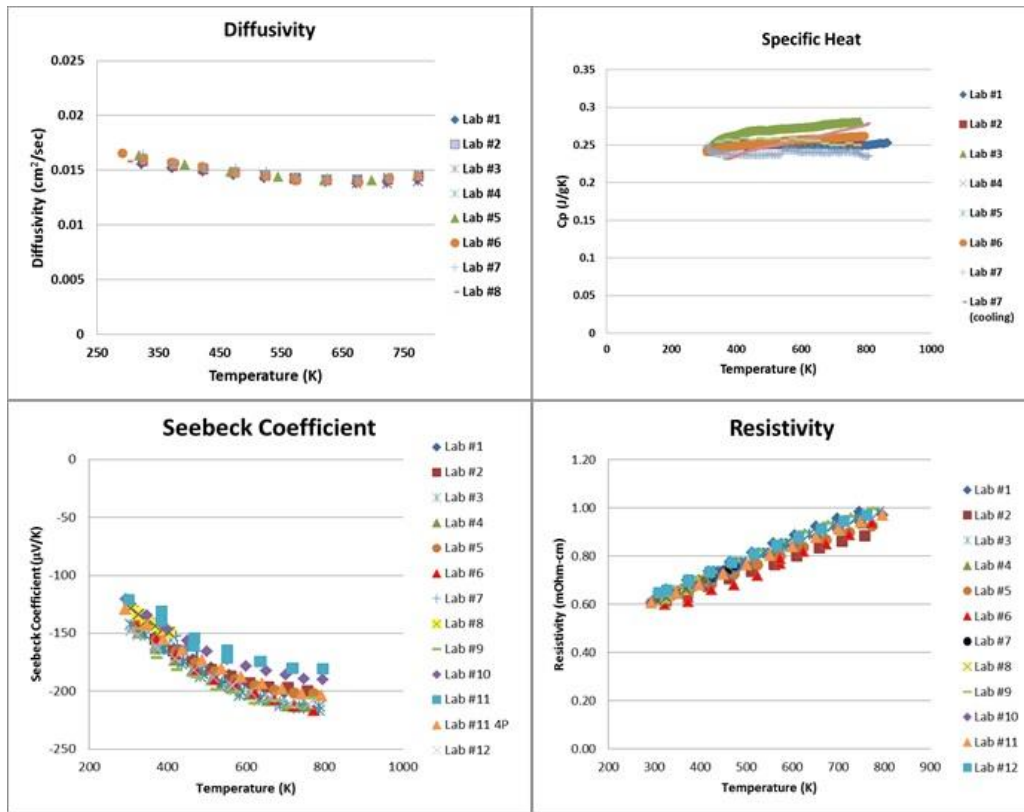 Diffusivity
0.025
0.02
0.015
0.01
0.005
0
250
350
450
550
650
750
Diffusivity (cm²/sec)
Temperature (K)
Lab #1
Lab #2
Lab #3
Lab #4
Lab #5
Lab #6
Lab #7
Lab #8
Specific Heat
0.35
0.3
0.25
0.2
0.15
0.1
0.05
0
0
200
400
600
800
1000
Cp (J/gK)
Temperature (K)
Lab #1
Lab #2
Lab #3
Lab #4
Lab #5
Lab #6
Lab #7
Lab #7
(cooling)
Seebeck Coefficient
0
-50
-100
-150
-200
-250
200
400
600
800
1000
Seebeck Coefficient (µV/K)
Temperature (K)
Lab #1
Lab #2
Lab #3
Lab #4
Lab #5
Lab #6
Lab #7
Lab #8
Lab #9
Lab #10
Lab #11
Lab #11 4P
Lab #12
Resistivity
1.20
1.00
0.80
0.60
0.40
0.20
0.00
200
300
400
500
600
700
800
900
Resistivity (mOhm-cm)
Temperature (K)
Lab #1
Lab #2
Lab #3
Lab #4
Lab #5
Lab #6
Lab #7
Lab #8
Lab #9
Lab #10
Lab #11
Lab #12